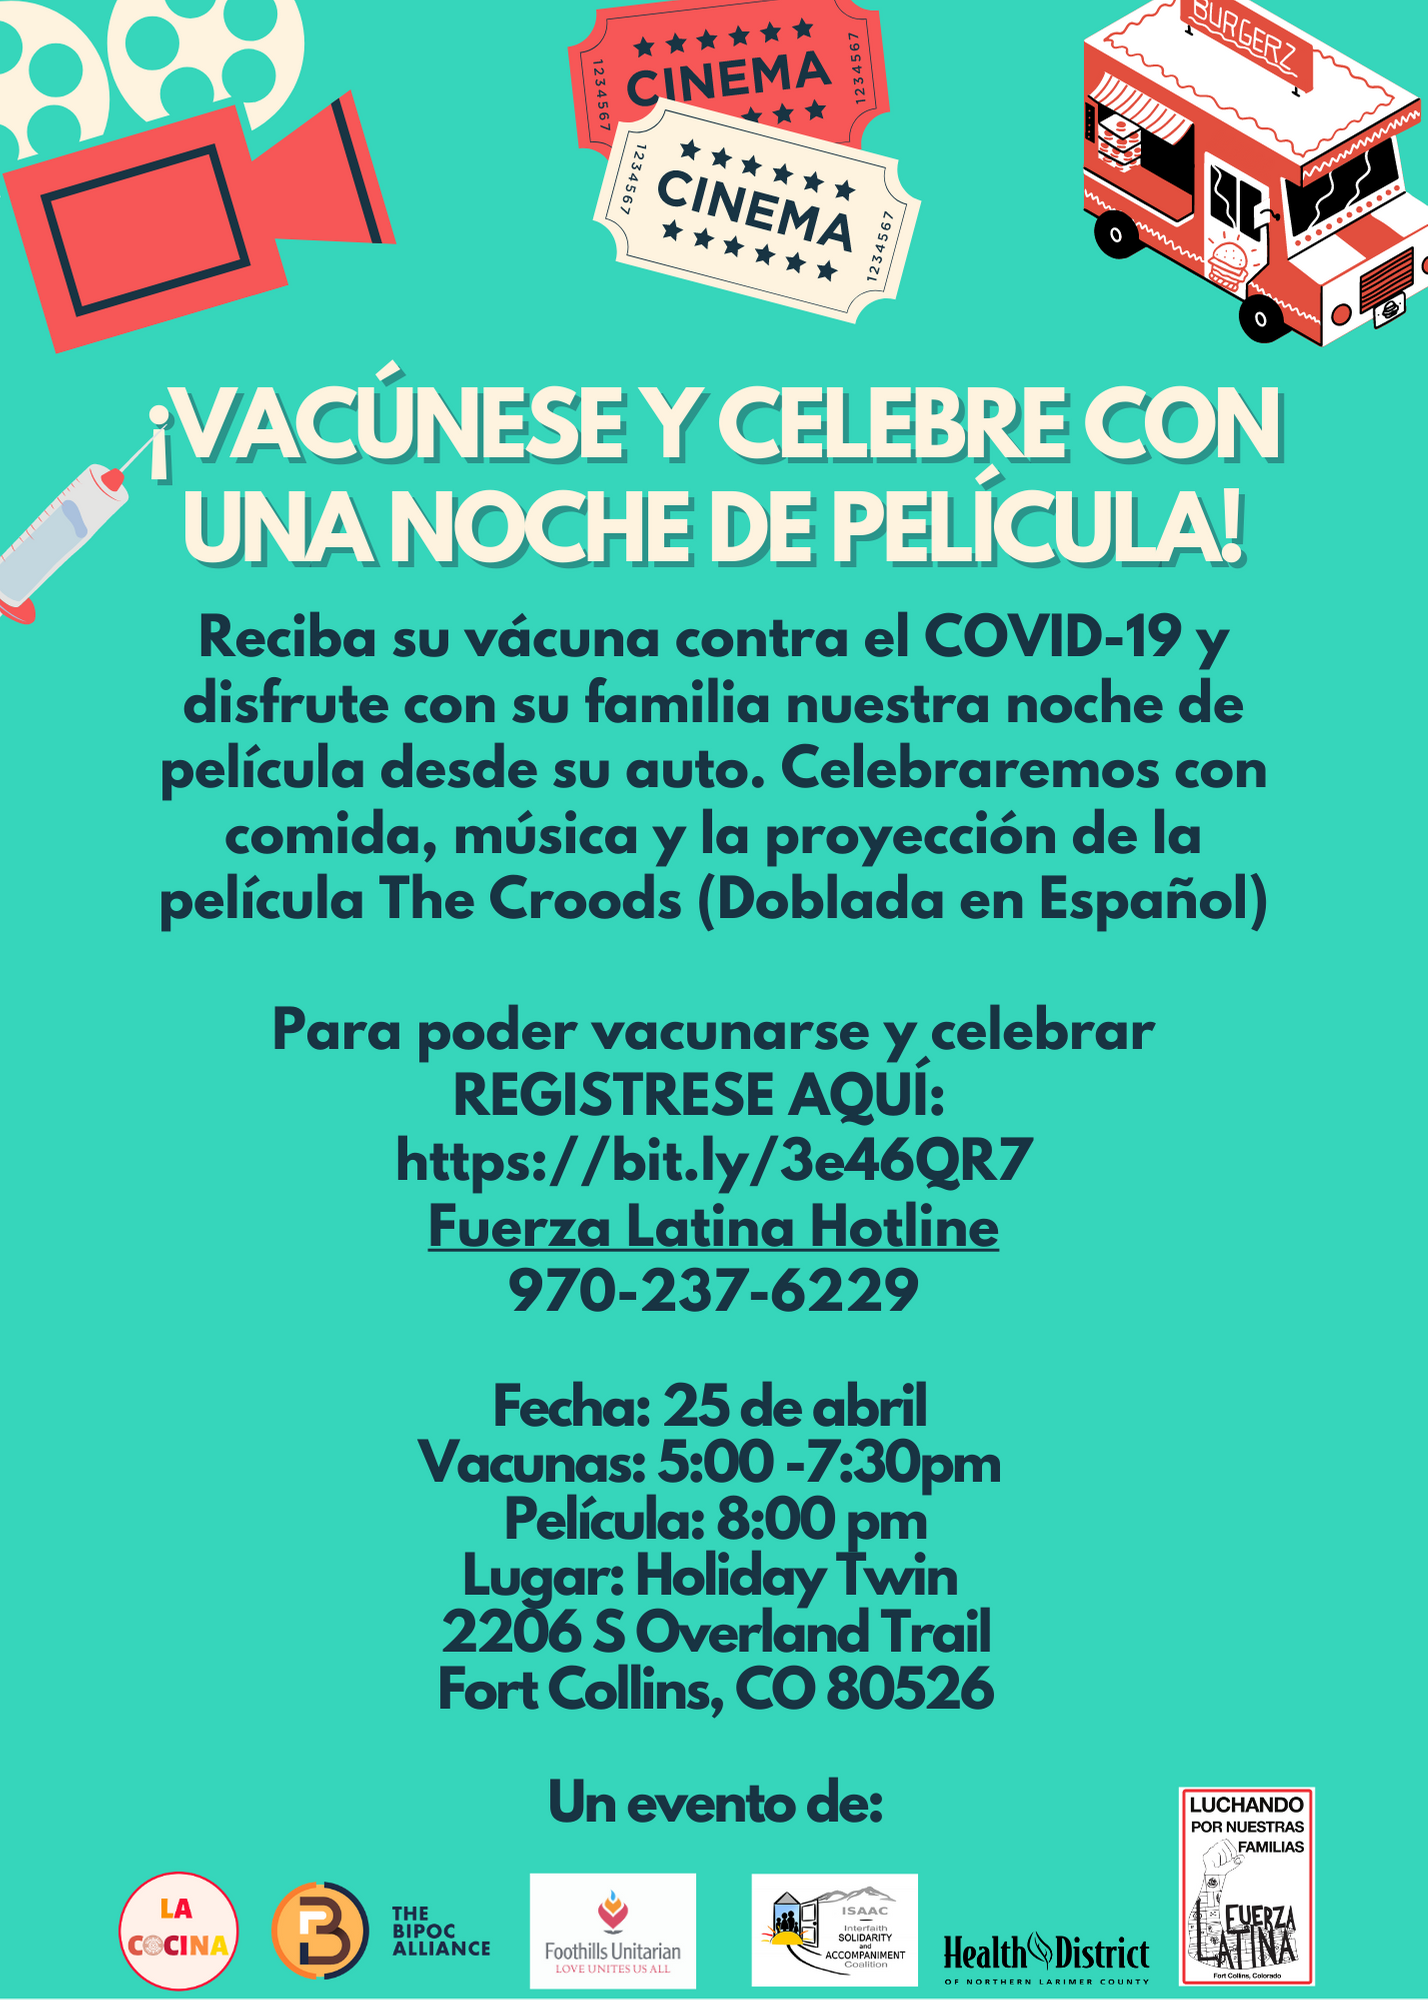 BURGERZ
CINEMA
1234567
1234567
CINEMA
1234567
1234567
¡VACÚNESE Y CELEBRE CON
UNA NOCHE DE PELÍCULA!
Reciba su vácuna contra el COVID-19 y
disfrute con su familia nuestra noche de
película desde su auto. Celebraremos con
comida, música y la proyección de la
película The Croods (Doblada en Español)
Para poder vacunarse y celebrar
REGISTRESE AQUÍ:
https://bit.ly/3e46QR7
Fuerza Latina Hotline
970-237-6229
Fecha: 25 de abril
Vacunas: 5:00 -7:30pm
Película: 8:00 pm
Lugar: Holiday Twin
2206 S Overland Trail
Fort Collins, CO 80526
Un evento de:
LA
COCINA
THE
BIPOC
ALLIANCE
Foothills Unitarian
LOVE UNITES US ALL
ISAAC
Interfaith
SOLIDARITY
and
ACCOMPANIMENT
Coalition
Health District
OF NORTHERN LARIMER COUNTY
LUCHANDO
POR NUESTRAS
FAMILIAS
FUERZA
LATINA
Fort Collins, Colorado